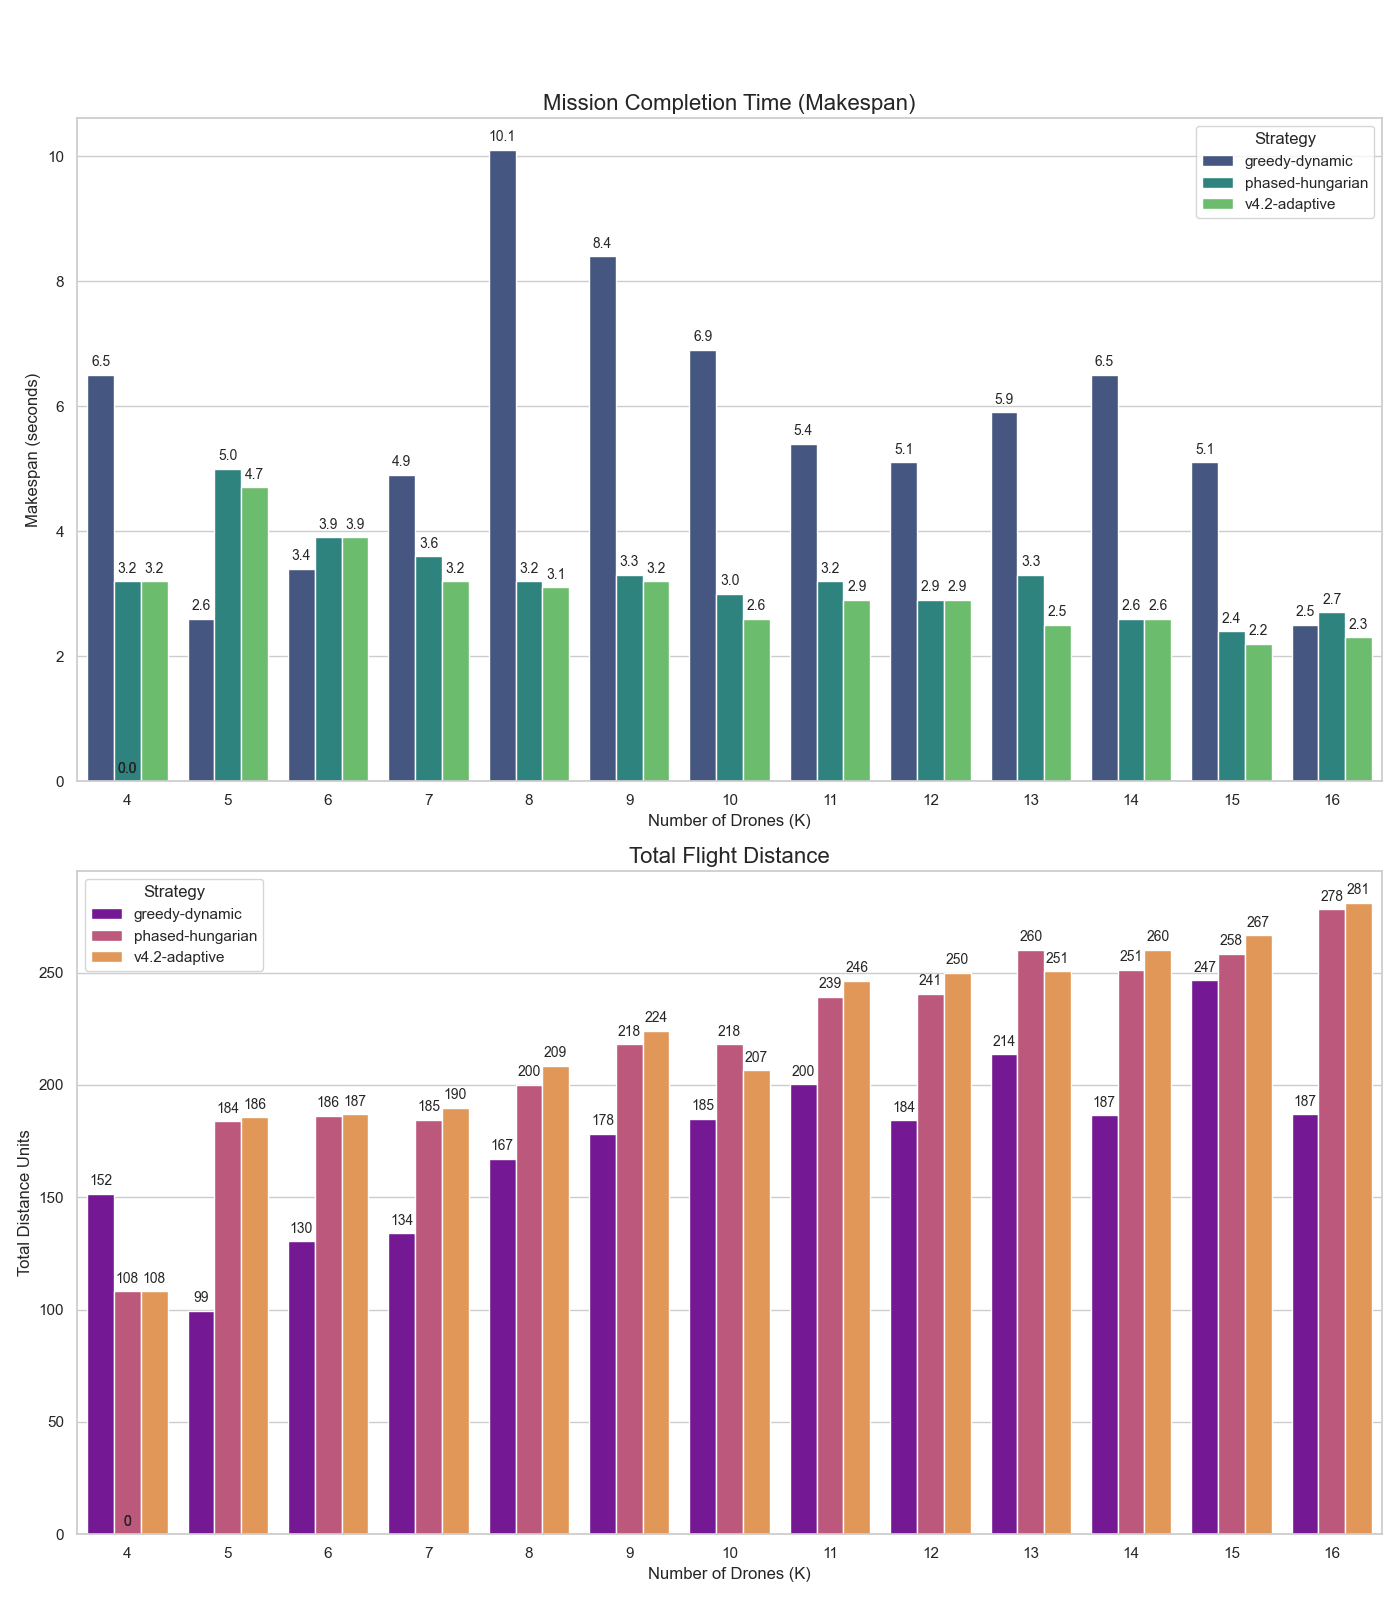 Mission Completion Time (Makespan)
Makespan (seconds)
10
8
6
4
2
0
Strategy
greedy-dynamic
phased-hungarian
v4.2-adaptive
6.5 3.2 3.2
2.6 5.0 4.7
3.4 3.9 3.9
4.9 3.6 3.2
10.1 3.2 3.1
8.4 3.3 3.2
6.9 3.0 2.6
5.4 3.2 2.9
5.1 2.9 2.9
5.9 3.3 2.5
6.5 2.6 2.6
5.1 2.4 2.2
2.5 2.7 2.3
0.0
4 5 6 7 8 9 10 11 12 13 14 15 16
Number of Drones (K)
Total Flight Distance
Total Distance Units
250
200
150
100
50
0
Strategy
greedy-dynamic
phased-hungarian
v4.2-adaptive
152 108 108
99 184 186
130 186 187
134 185 190
167 200 209
178 218 224
185 218 207
200 239 246
184 241 250
214 260 251
187 251 260
247 258 267
187 278 281
0
4 5 6 7 8 9 10 11 12 13 14 15 16
Number of Drones (K)